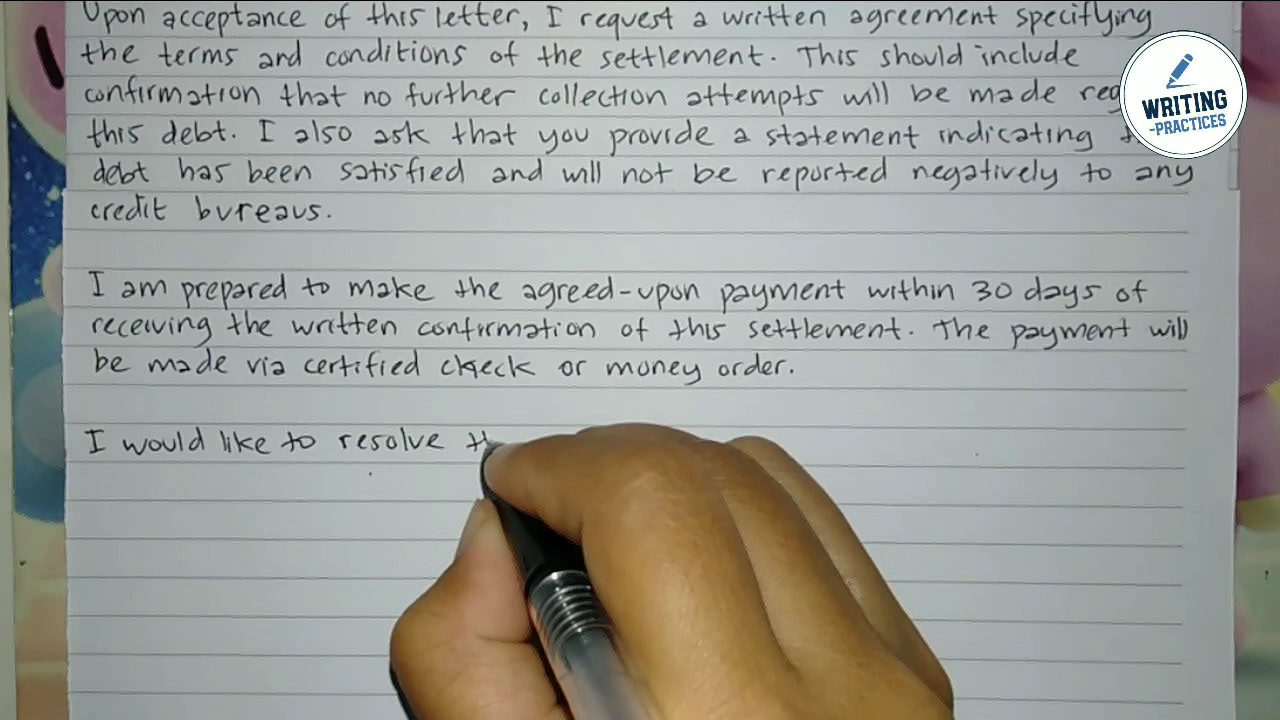 Upon acceptance of this letter, I request a written agreement specifying
the terms and conditions of the settlement. This should include
confirmation that no further collection attempts will be made
this debt. I also ask that you provide a statement indicating
debt has been satisfied and will not be reported negatively to any
credit bureaus.
I am prepared to make the agreed-upon payment within 30 days of
receiving the written confirmation of this settlement. The payment will
be made via certified check or money order.
I would like to resolve
WRITING
-PRACTICES